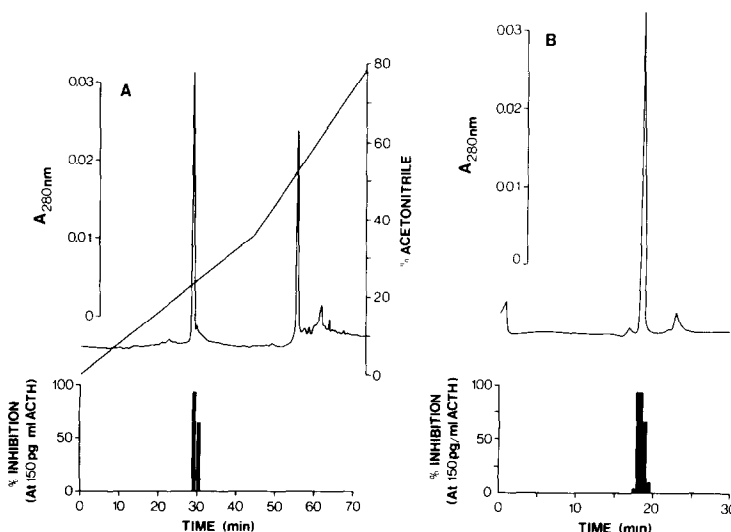 A
0.03
0.02
0.01
0
A280nm
80
60
40
20
0
% ACETONITRILE
100
50
0
% INHIBITION
(At 150 pg ml ACTH)
0 10 20 30 40 50 60 70
TIME (min)
B
0.03
0.02
001
0
A280nm
100
50
0
% INHIBITION
(At 150 pg/ml ACTH)
0 10 20 30
TIME (min)